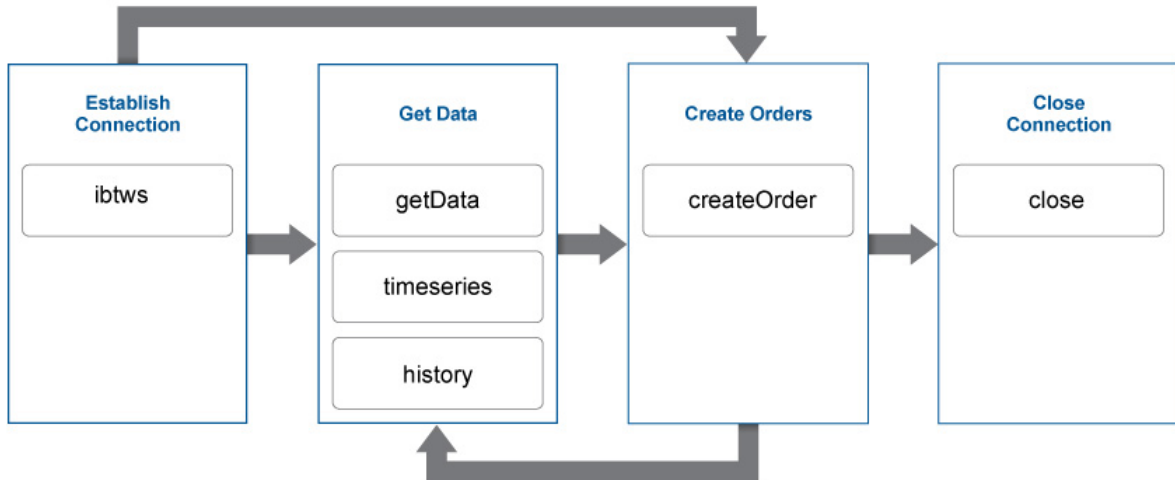 Establish
Connection
ibtws
Get Data
getData
timeseries
history
Create Orders
createOrder
Close
Connection
close